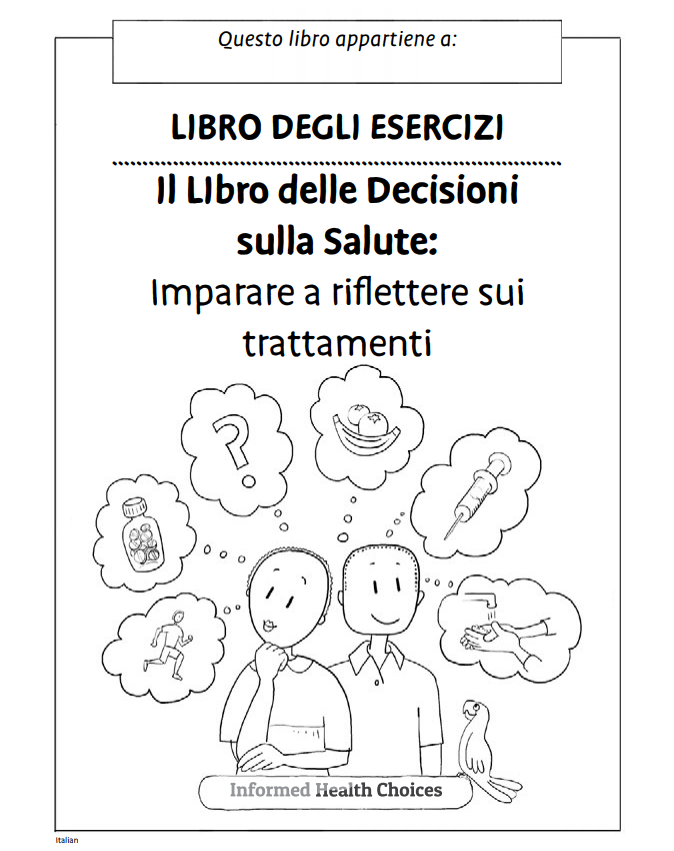 Questo libro appartiene a:
LIBRO DEGLI ESERCIZI
Il LIbro delle Decisioni
sulla Salute:
Imparare a riflettere sui
trattamenti
?
Informed Health Choices
Italian